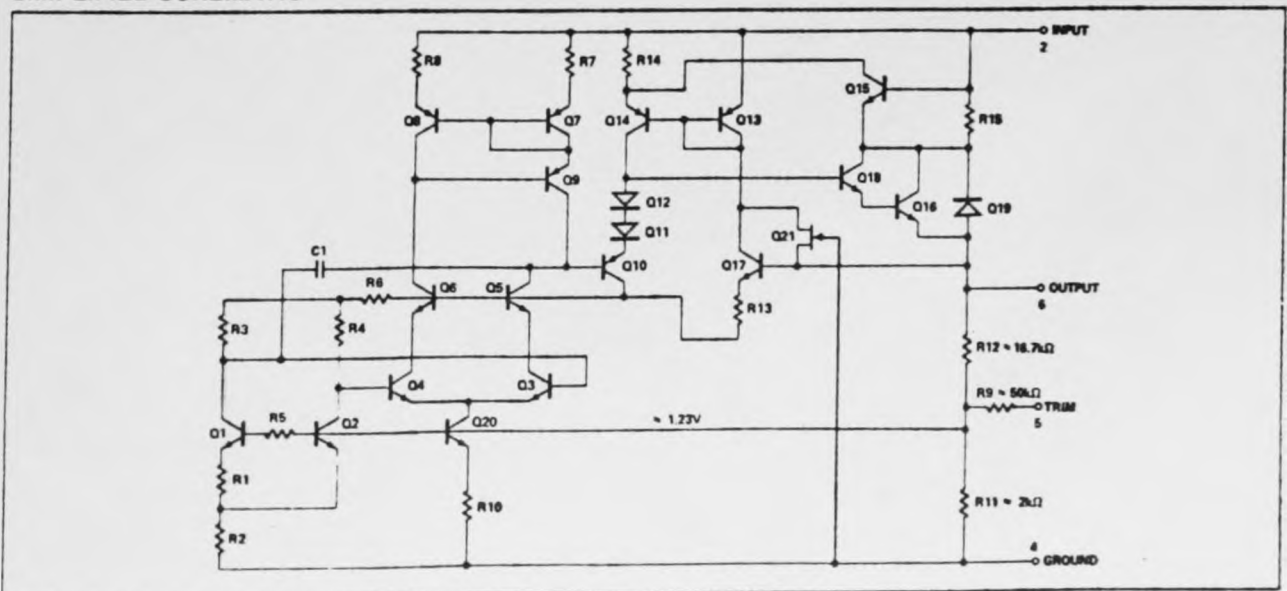 INPUT
2
R8
R7
R14
Q15
R15
Q8
Q7
Q14
Q13
Q9
Q18
Q12
Q16
Q19
Q11
Q21
C1
Q10
Q17
R6
Q6
Q5
OUTPUT
6
R3
R4
R13
R12 ≈ 16.7kΩ
Q4
Q3
R9 ≈ 50kΩ
TRIM
5
R5
Q2
Q20
≈ 1.23V
Q1
R1
R10
R11 ≈ 2kΩ
R2
4
GROUND